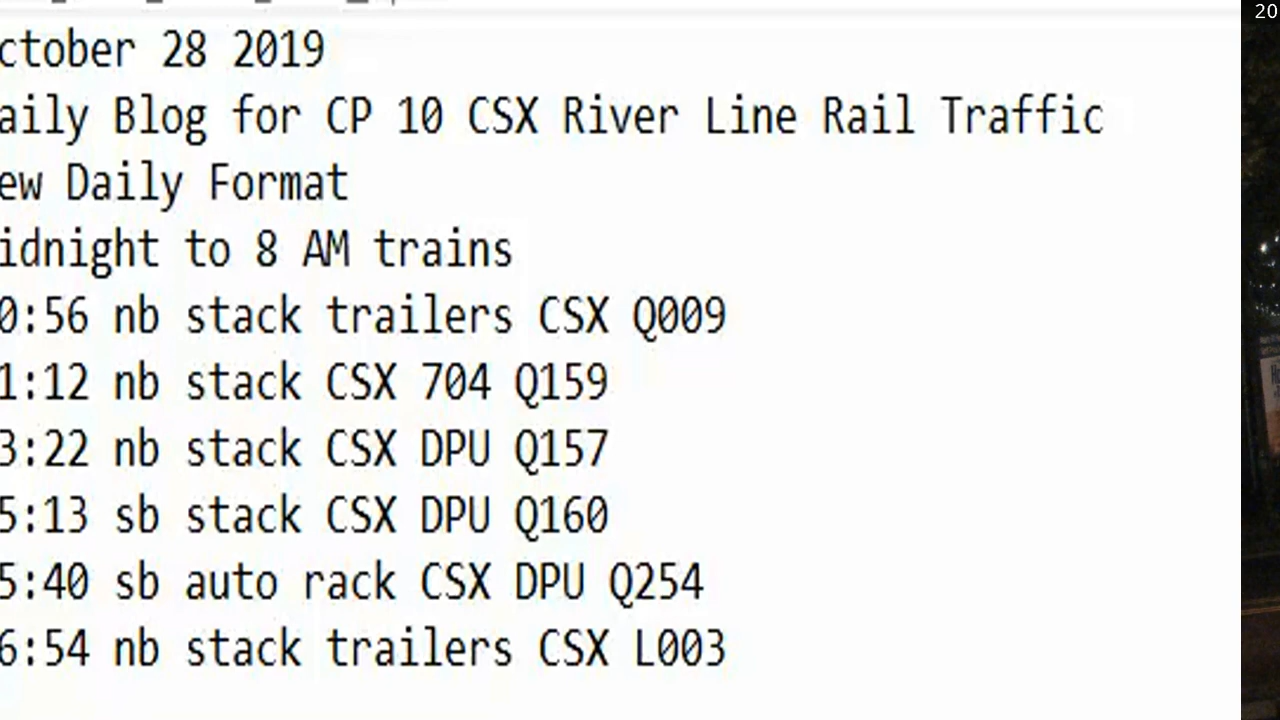 ctober 28 2019
aily Blog for CP 10 CSX River Line Rail Traffic
ew Daily Format
idnight to 8 AM trains
0:56 nb stack trailers CSX Q009
1:12 nb stack CSX 704 Q159
3:22 nb stack CSX DPU Q157
5:13 sb stack CSX DPU Q160
5:40 sb auto rack CSX DPU Q254
6:54 nb stack trailers CSX L003
20